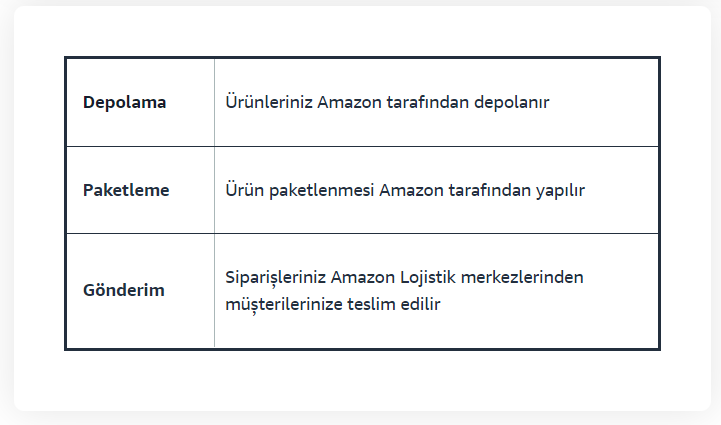 Depolama
Ürünleriniz Amazon tarafından depolanır
Paketleme
Ürün paketlenmesi Amazon tarafından yapılır
Gönderim
Siparişleriniz Amazon Lojistik merkezlerinden
müşterilerinize teslim edilir